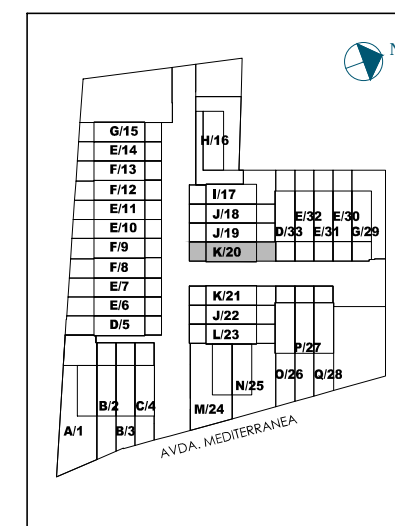 N
G/15
E/14
F/13
F/12
E/11
E/10
F/9
F/8
E/7
E/6
D/5
H/16
I/17
J/18
J/19
K/20
E/32
E/30
D/33
E/31
G/29
K/21
J/22
L/23
P/27
N/25
O/26
Q/28
M/24
B/2
C/4
A/1
B/3
AVDA. MEDITERRANEA